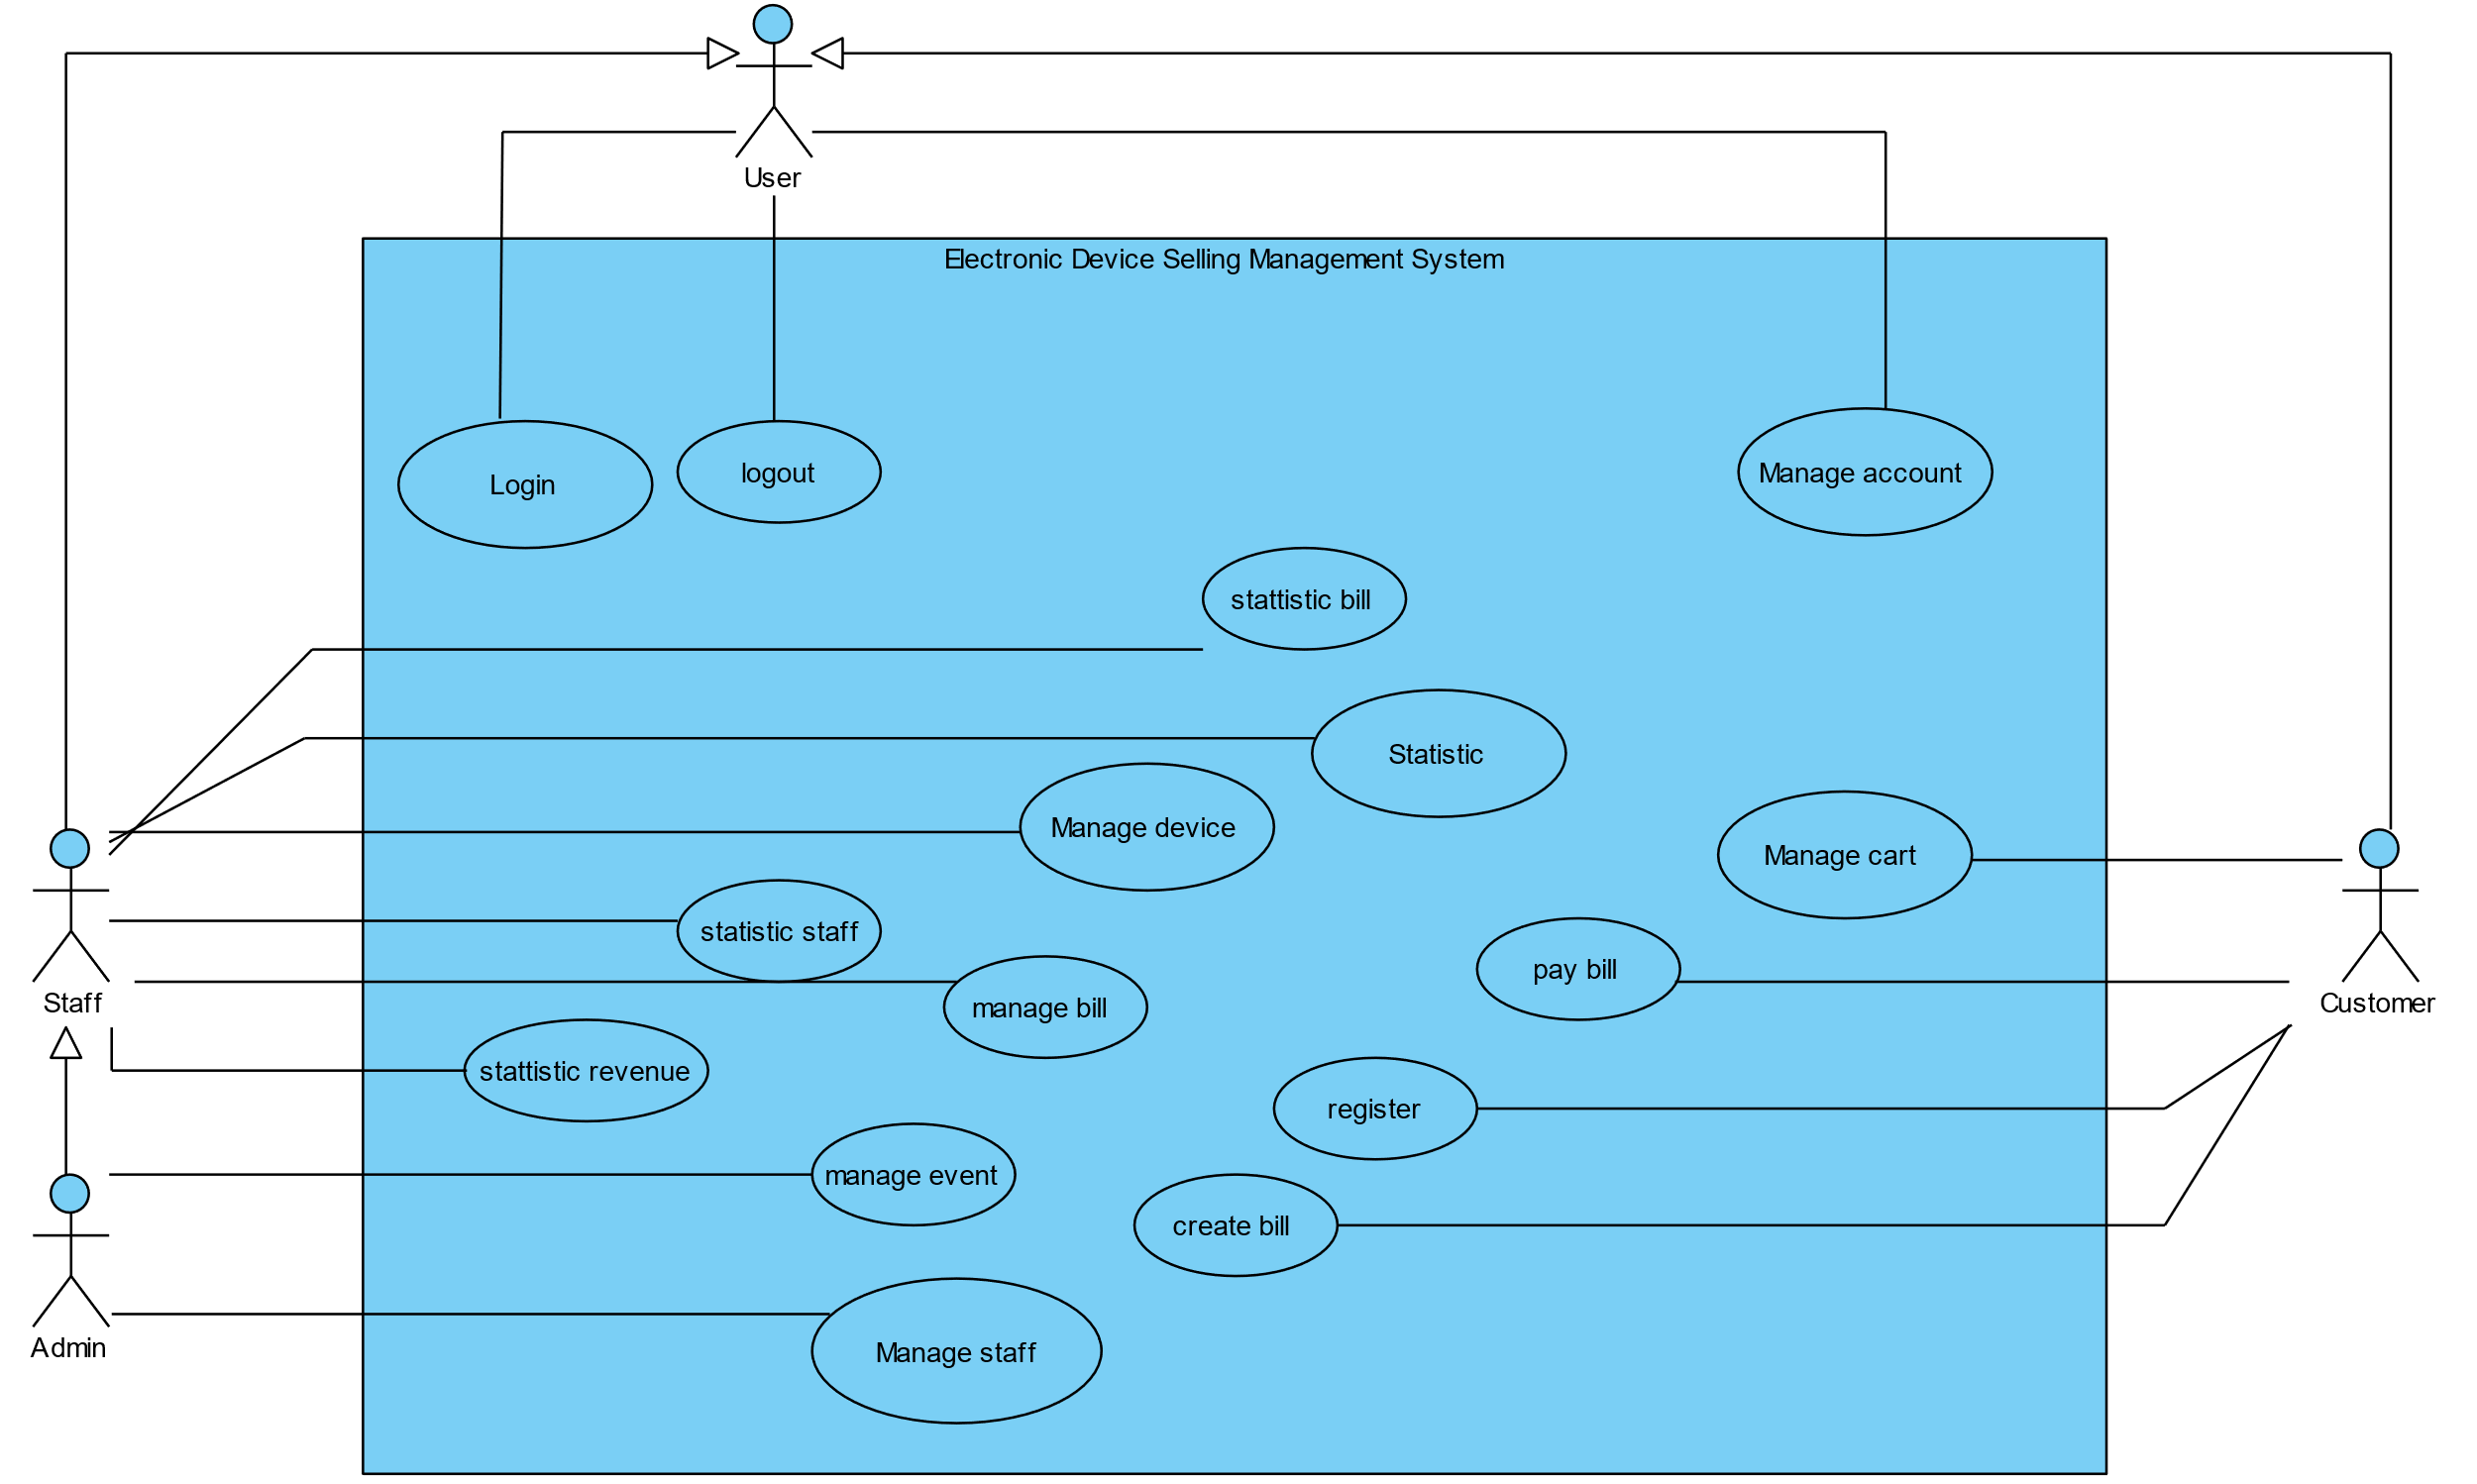 User
Electronic Device Selling Management System
Login
logout
Manage account
stattistic bill
Statistic
Manage device
Manage cart
statistic staff
pay bill
Staff
manage bill
Customer
stattistic revenue
register
manage event
create bill
Admin
Manage staff